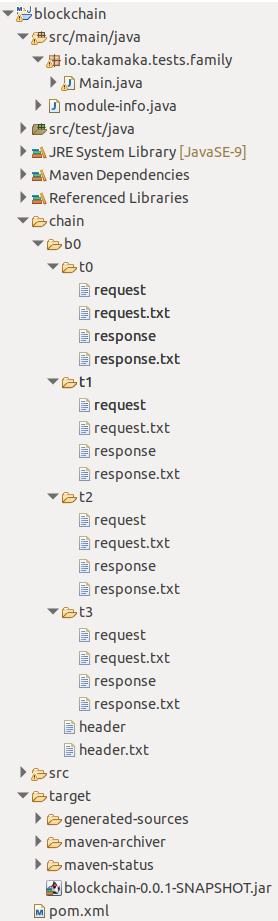 blockchain
src/main/java
io.takamaka.tests.family
Main.java
module-info.java
src/test/java
JRE System Library [JavaSE-9]
Maven Dependencies
Referenced Libraries
chain
b0
t0
request
request.txt
response
response.txt
t1
request
request.txt
response
response.txt
t2
request
request.txt
response
response.txt
t3
request
request.txt
response
response.txt
header
header.txt
src
target
generated-sources
maven-archiver
maven-status
blockchain-0.0.1-SNAPSHOT.jar
pom.xml